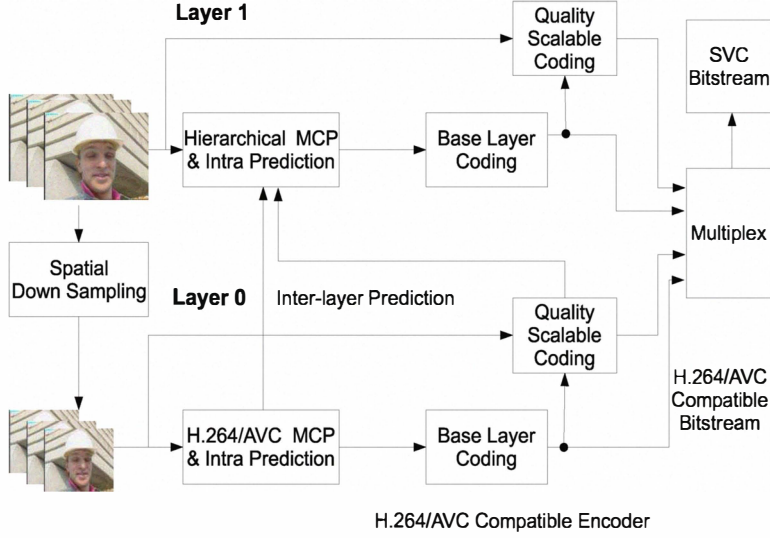 Layer 1
Quality
Scalable
Coding
SVC
Bitstream
Hierarchical MCP
& Intra Prediction
Base Layer
Coding
Multiplex
Spatial
Down Sampling
Layer 0
Inter-layer Prediction
Quality
Scalable
Coding
H.264/AVC
Compatible
Bitstream
H.264/AVC MCP
& Intra Prediction
Base Layer
Coding
H.264/AVC Compatible Encoder